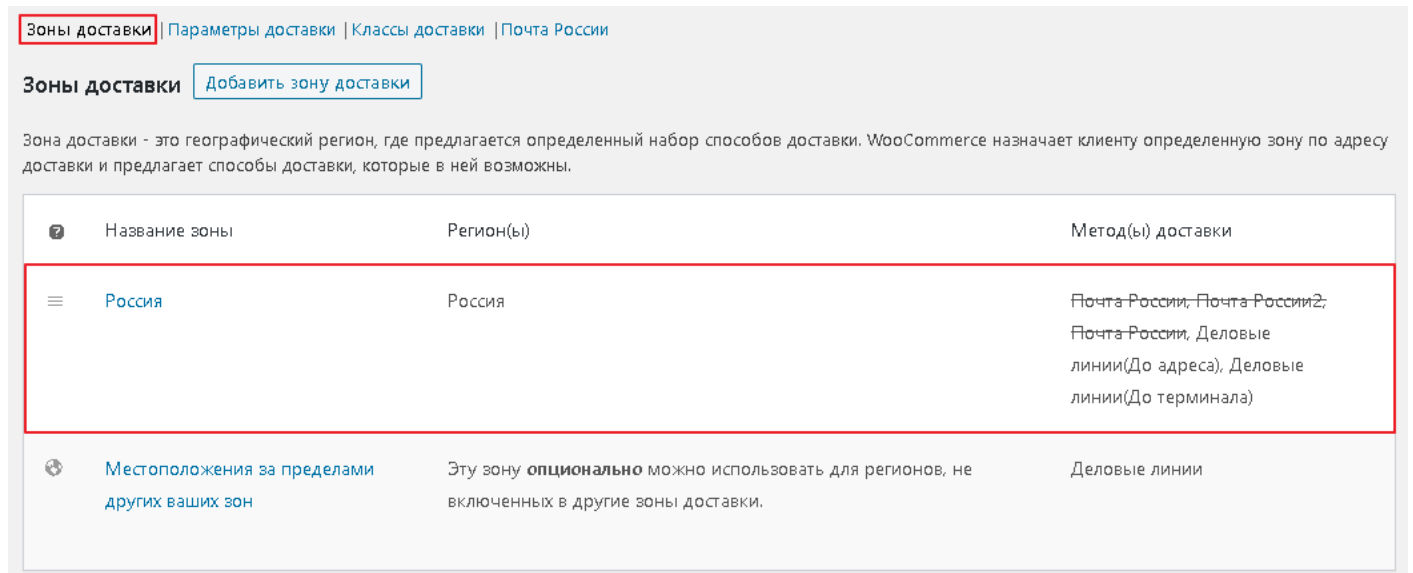 Зоны доставки | Параметры доставки | Классы доставки | Почта России
Зоны доставки Добавить зону доставки
Зона доставки - это географический регион, где предлагается определенный набор способов доставки. WooCommerce назначает клиенту определенную зону по адресу
доставки и предлагает способы доставки, которые в ней возможны.
? Название зоны Регион(ы) Метод(ы) доставки
Россия Россия Почта России, Почта России2,
Почта России, Деловые
линии(До адреса), Деловые
линии(До терминала)
Местоположения за пределами Эту зону опционально можно использовать для регионов, не Деловые линии
других ваших зон включенных в другие зоны доставки.